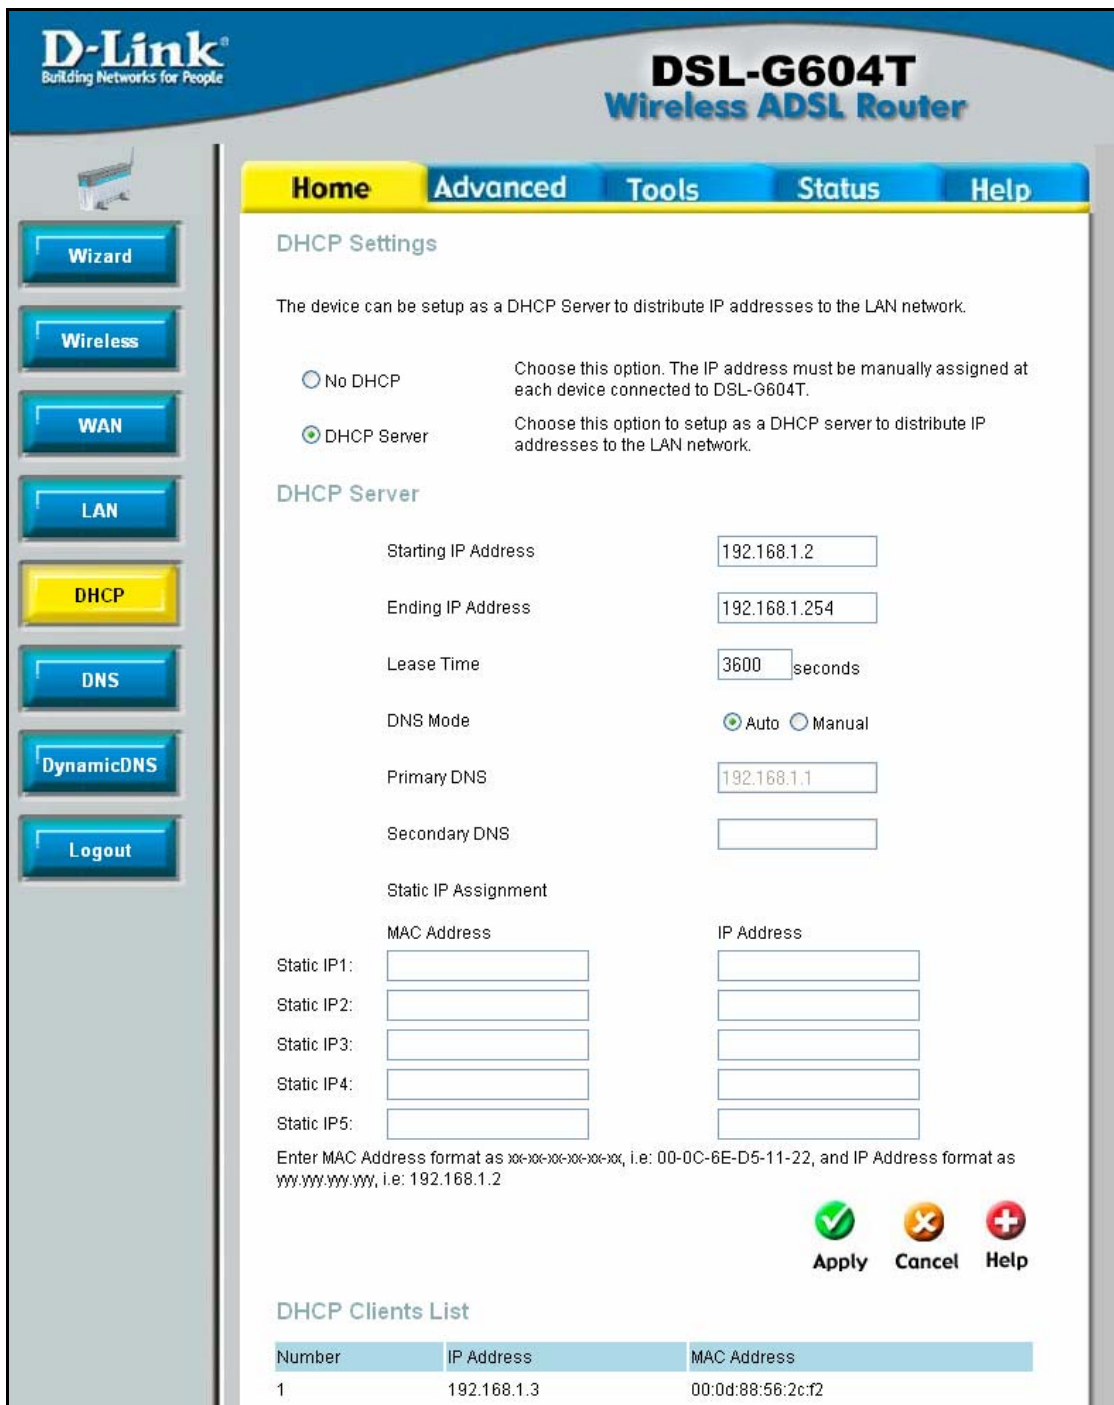 D-Link®
Building Networks for People
DSL-G604T
Wireless ADSL Router
Home Advanced Tools Status Help
Wizard
Wireless
WAN
LAN
DHCP
DNS
DynamicDNS
Logout
DHCP Settings
The device can be setup as a DHCP Server to distribute IP addresses to the LAN network.
No DHCP
Choose this option. The IP address must be manually assigned at
each device connected to DSL-G604T.
DHCP Server
Choose this option to setup as a DHCP server to distribute IP
addresses to the LAN network.
DHCP Server
Starting IP Address 192.168.1.2
Ending IP Address 192.168.1.254
Lease Time 3600 seconds
DNS Mode Auto Manual
Primary DNS 192.168.1.1
Secondary DNS
Static IP Assignment
MAC Address IP Address
Static IP1:
Static IP2:
Static IP3:
Static IP4:
Static IP5:
Enter MAC Address format as xx-xx-xx-xx-xx-xx, i.e: 00-0C-6E-D5-11-22, and IP Address format as
yyy.yyy.yyy.yyy, i.e: 192.168.1.2
Apply Cancel Help
DHCP Clients List
Number IP Address MAC Address
1 192.168.1.3 00:0d:88:56:2c:f2